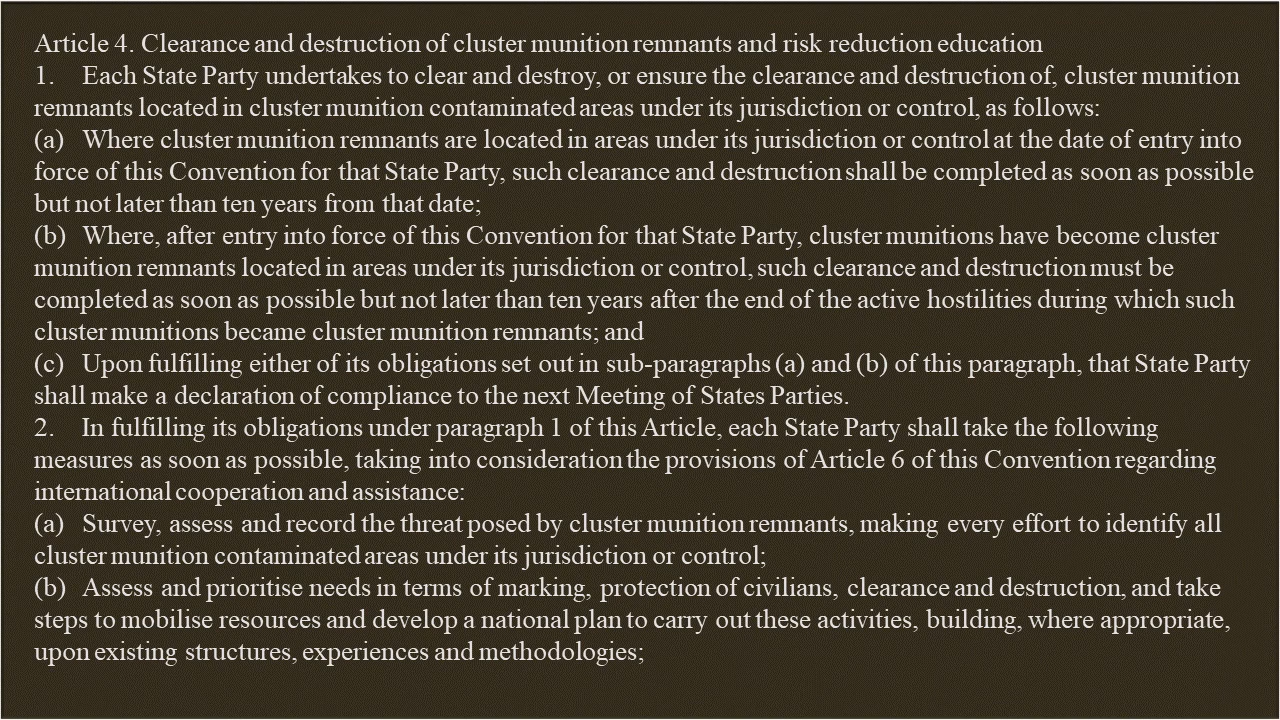 Article 4. Clearance and destruction of cluster munition remnants and risk reduction education
1. Each State Party undertakes to clear and destroy, or ensure the clearance and destruction of, cluster munition
remnants located in cluster munition contaminated areas under its jurisdiction or control, as follows:
(a) Where cluster munition remnants are located in areas under its jurisdiction or control at the date of entry into
force of this Convention for that State Party, such clearance and destruction shall be completed as soon as possible
but not later than ten years from that date;
(b) Where, after entry into force of this Convention for that State Party, cluster munitions have become cluster
munition remnants located in areas under its jurisdiction or control, such clearance and destruction must be
completed as soon as possible but not later than ten years after the end of the active hostilities during which such
cluster munitions became cluster munition remnants; and
(c) Upon fulfilling either of its obligations set out in sub-paragraphs (a) and (b) of this paragraph, that State Party
shall make a declaration of compliance to the next Meeting of States Parties.
2. In fulfilling its obligations under paragraph 1 of this Article, each State Party shall take the following
measures as soon as possible, taking into consideration the provisions of Article 6 of this Convention regarding
international cooperation and assistance:
(a) Survey, assess and record the threat posed by cluster munition remnants, making every effort to identify all
cluster munition contaminated areas under its jurisdiction or control;
(b) Assess and prioritise needs in terms of marking, protection of civilians, clearance and destruction, and take
steps to mobilise resources and develop a national plan to carry out these activities, building, where appropriate,
upon existing structures, experiences and methodologies;